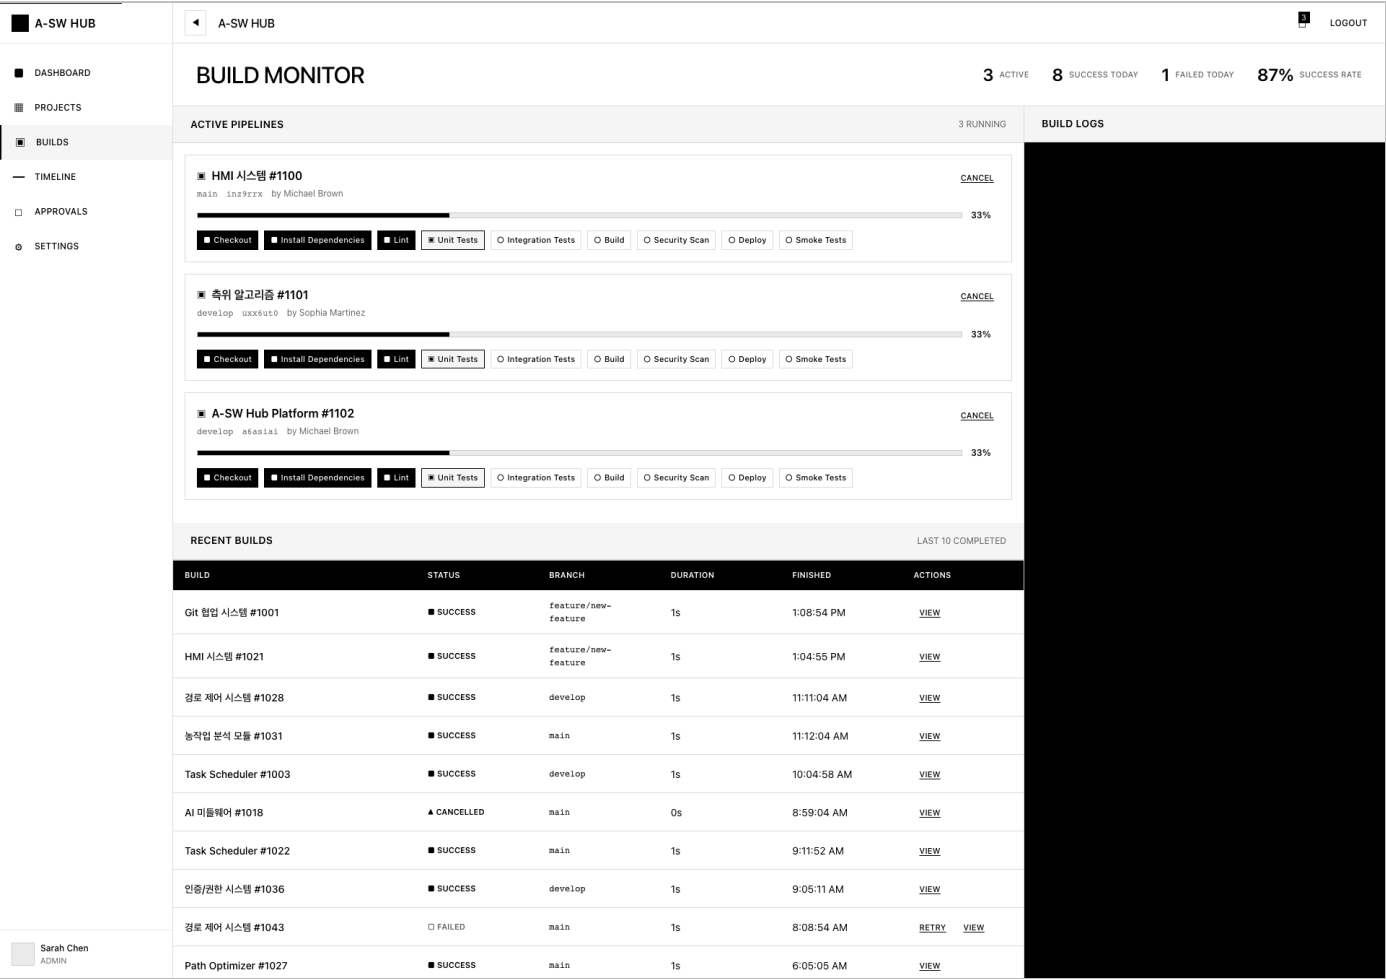 A-SW HUB
DASHBOARD
PROJECTS
BUILDS
TIMELINE
APPROVALS
SETTINGS
Sarah Chen
ADMIN
A-SW HUB
3
LOGOUT
BUILD MONITOR
3 ACTIVE
8 SUCCESS TODAY
1 FAILED TODAY
87% SUCCESS RATE
ACTIVE PIPELINES
3 RUNNING
HMI 시스템 #1100
CANCEL
main inz9rrx by Michael Brown
33%
Checkout Install Dependencies Lint Unit Tests Integration Tests Build Security Scan Deploy Smoke Tests
측위 알고리즘 #1101
CANCEL
develop uxx6ut0 by Sophia Martinez
33%
Checkout Install Dependencies Lint Unit Tests Integration Tests Build Security Scan Deploy Smoke Tests
A-SW Hub Platform #1102
CANCEL
develop a6asiai by Michael Brown
33%
Checkout Install Dependencies Lint Unit Tests Integration Tests Build Security Scan Deploy Smoke Tests
RECENT BUILDS
LAST 10 COMPLETED
BUILD STATUS BRANCH DURATION FINISHED ACTIONS
Git 협업 시스템 #1001 SUCCESS feature/new-feature 1s 1:08:54 PM VIEW
HMI 시스템 #1021 SUCCESS feature/new-feature 1s 1:04:55 PM VIEW
경로 제어 시스템 #1028 SUCCESS develop 1s 11:11:04 AM VIEW
농작업 분석 모듈 #1031 SUCCESS main 1s 11:12:04 AM VIEW
Task Scheduler #1003 SUCCESS develop 1s 10:04:58 AM VIEW
AI 미들웨어 #1018 CANCELLED main 0s 8:59:04 AM VIEW
Task Scheduler #1022 SUCCESS main 1s 9:11:52 AM VIEW
인증/권한 시스템 #1036 SUCCESS develop 1s 9:05:11 AM VIEW
경로 제어 시스템 #1043 FAILED main 1s 8:08:54 AM RETRY VIEW
Path Optimizer #1027 SUCCESS main 1s 6:05:05 AM VIEW
BUILD LOGS